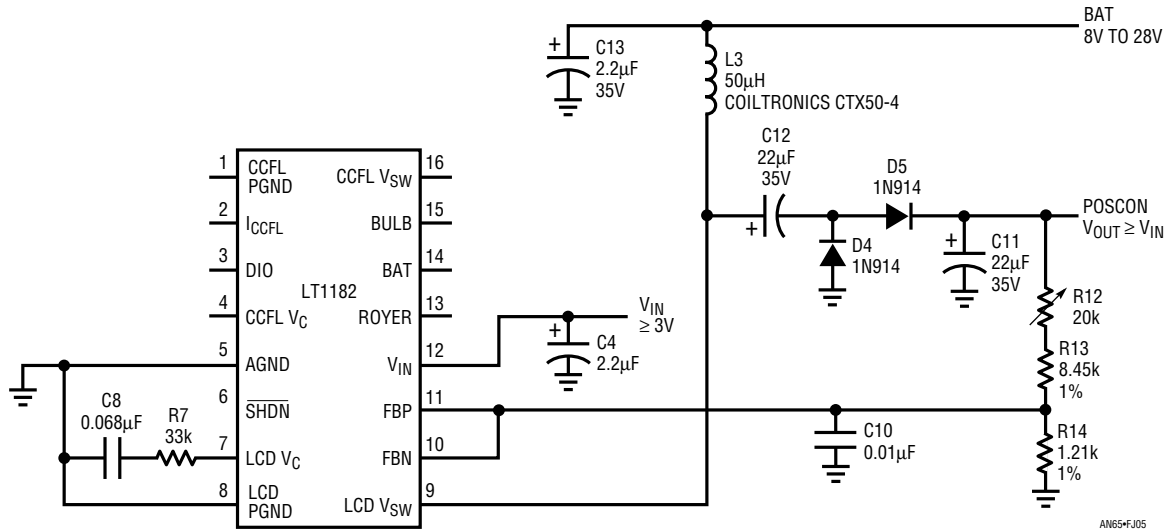 BAT
8V TO 28V
+
C13
2.2µF
35V
L3
50µH
COILTRONICS CTX50-4
C12
22µF
35V
+
D5
1N914
D4
1N914
POSCON
VOUT ≥ VIN
+
C11
22µF
35V
R12
20k
R13
8.45k
1%
R14
1.21k
1%
C10
0.01µF
VIN
≥ 3V
+
C4
2.2µF
LT1182
1
CCFL
PGND
2
ICCFL
3
DIO
4
CCFL VC
5
AGND
6
SHDN
7
LCD VC
8
LCD
PGND
16
CCFL VSW
15
BULB
14
BAT
13
ROYER
12
VIN
11
FBP
10
FBN
9
LCD VSW
C8
0.068µF
R7
33k
AN65•FJ05